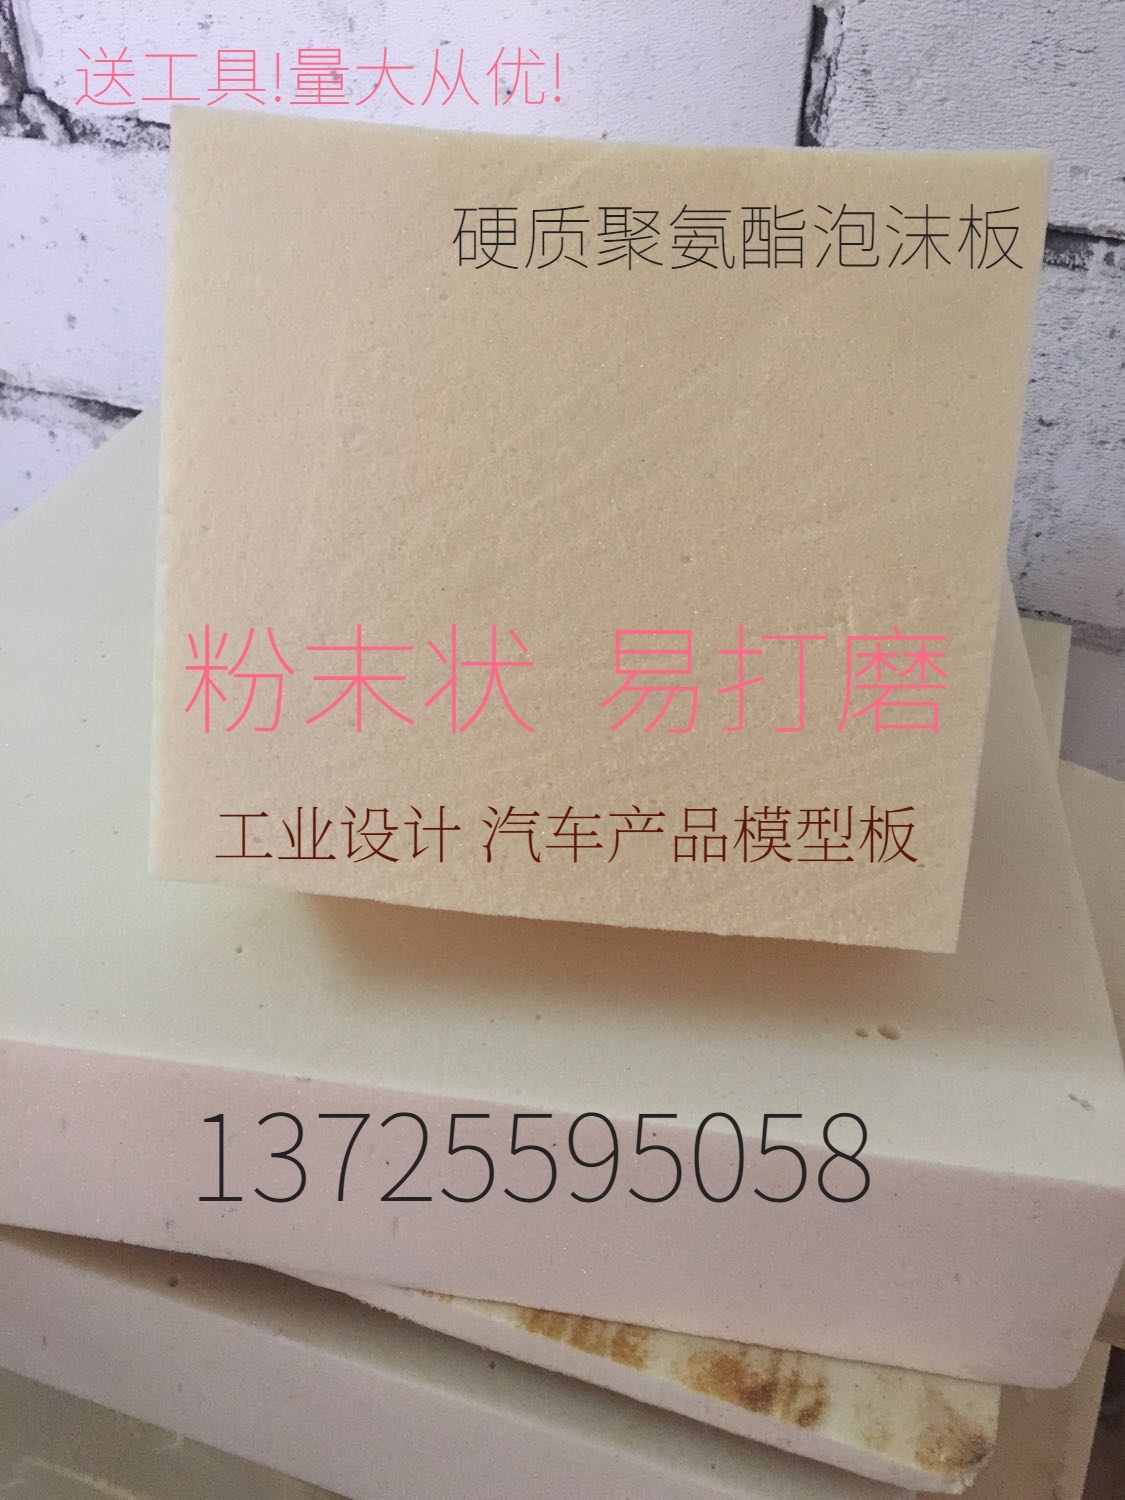 送工具!量大从优!
硬质聚氨酯泡沫板
粉末状 易打磨
工业设计 汽车产品模型板
13725595058